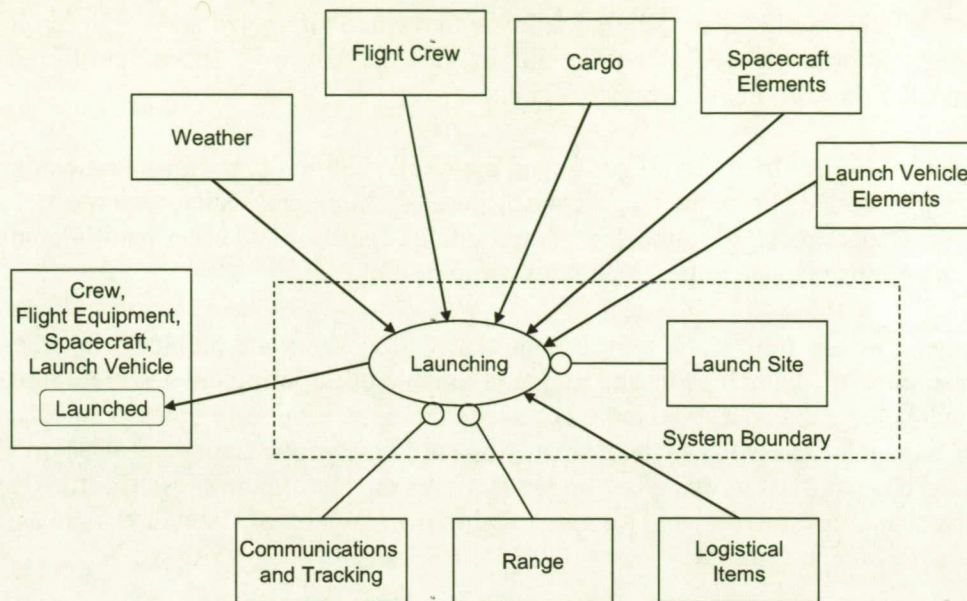 Flight Crew
Cargo
Spacecraft
Elements
Weather
Launch Vehicle
Elements
Crew,
Flight Equipment,
Spacecraft,
Launch Vehicle
Launched
Launching
Launch Site
System Boundary
Communications
and Tracking
Range
Logistical
Items